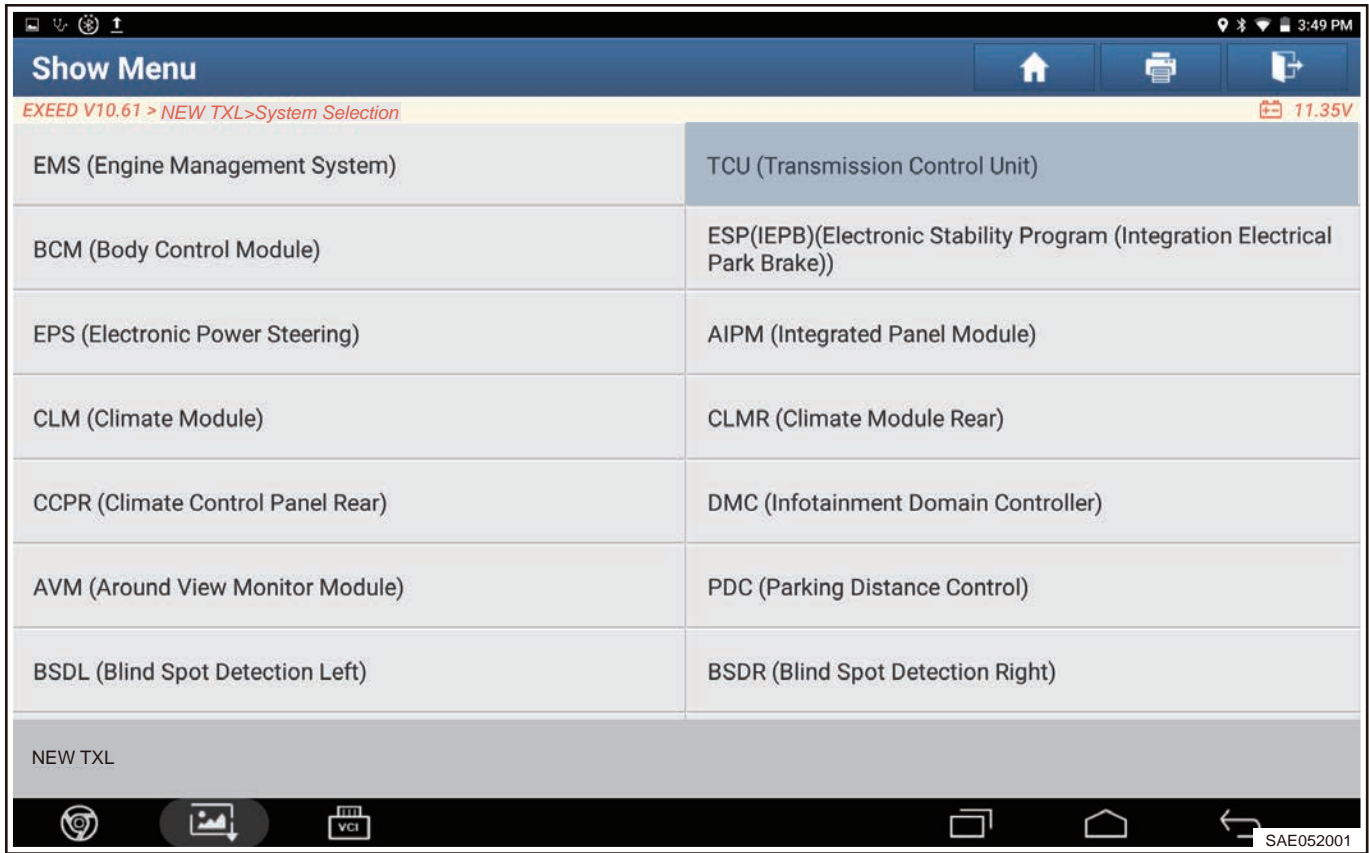 3:49 PM
Show Menu
EXEED V10.61 > NEW TXL>System Selection
11.35V
EMS (Engine Management System)
TCU (Transmission Control Unit)
BCM (Body Control Module)
ESP(IEPB)(Electronic Stability Program (Integration Electrical
Park Brake))
EPS (Electronic Power Steering)
AIPM (Integrated Panel Module)
CLM (Climate Module)
CLMR (Climate Module Rear)
CCPR (Climate Control Panel Rear)
DMC (Infotainment Domain Controller)
AVM (Around View Monitor Module)
PDC (Parking Distance Control)
BSDL (Blind Spot Detection Left)
BSDR (Blind Spot Detection Right)
NEW TXL
VCI
SAE052001